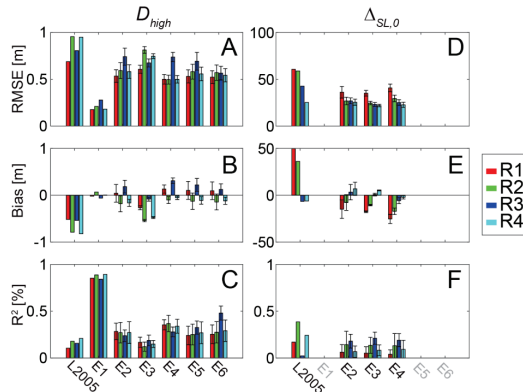 D_high
Δ_SL,0
RMSE [m]
1
0.5
0
A
100
50
0
D
Bias [m]
1
0
-1
B
50
0
-50
E
R1
R2
R3
R4
R² [%]
1
0.5
0
C
1
0.5
0
F
L2005
E1
E2
E3
E4
E5
E6
L2005
E1
E2
E3
E4
E5
E6